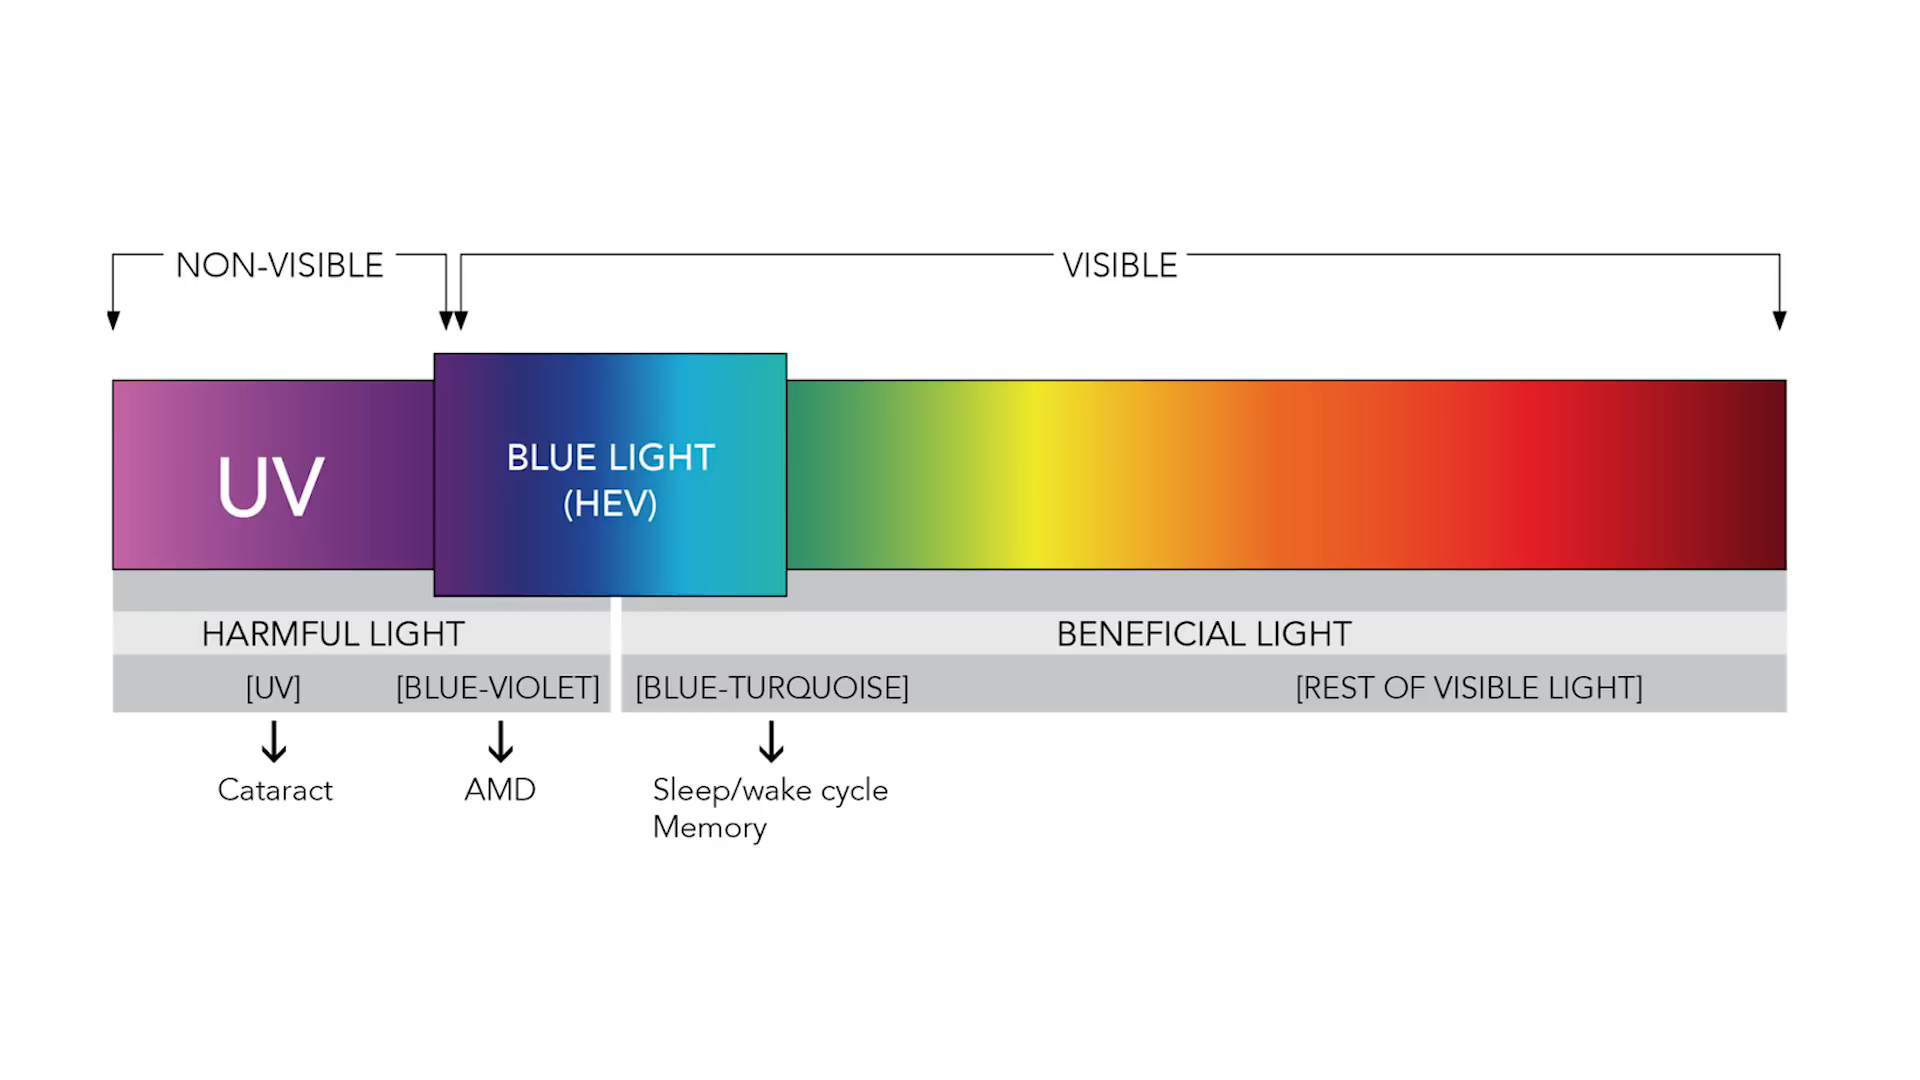 NON-VISIBLE
VISIBLE
UV
BLUE LIGHT
(HEV)
HARMFUL LIGHT
BENEFICIAL LIGHT
[UV]
[BLUE-VIOLET]
[BLUE-TURQUOISE]
[REST OF VISIBLE LIGHT]
Cataract
AMD
Sleep/wake cycle
Memory